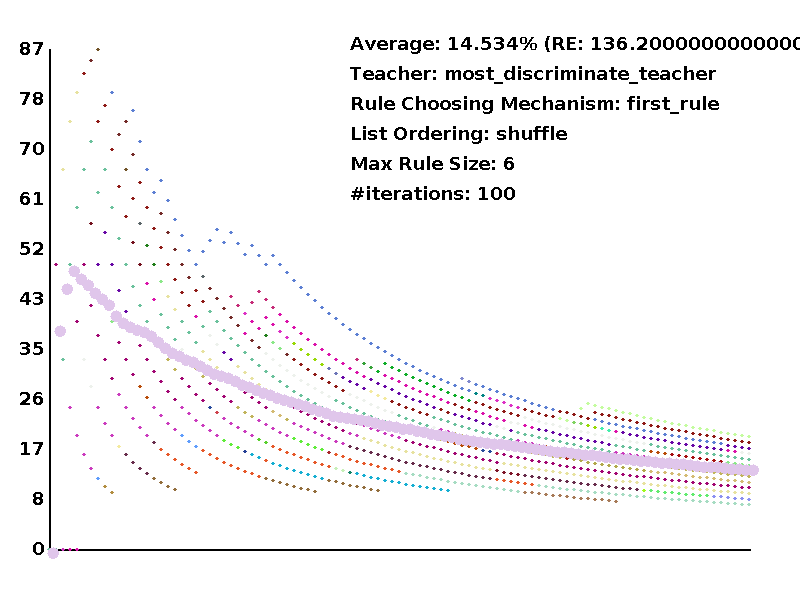 Average: 14.534% (RE: 136.2000000000000
Teacher: most_discriminate_teacher
Rule Choosing Mechanism: first_rule
List Ordering: shuffle
Max Rule Size: 6
#iterations: 100
87
78
70
61
52
43
35
26
17
8
0